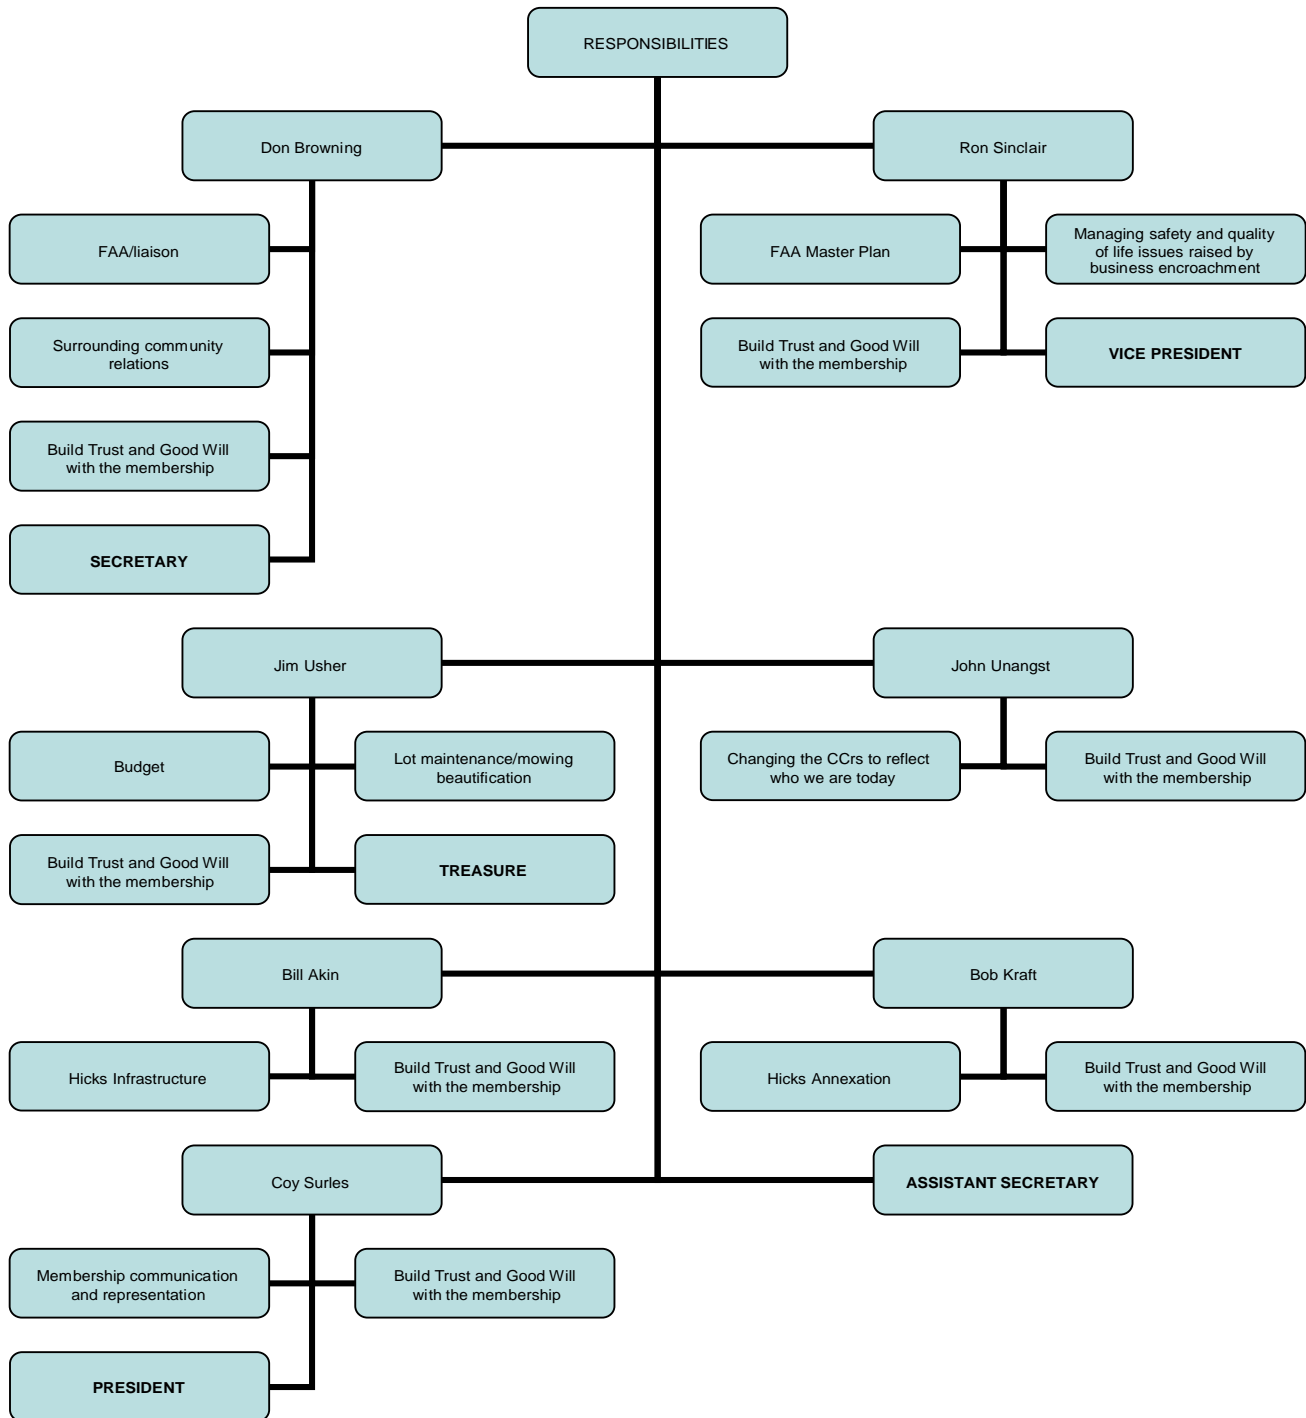 RESPONSIBILITIES
Don Browning
Ron Sinclair
FAA/liaison
FAA Master Plan
Managing safety and quality
of life issues raised by
business encroachment
Surrounding community
relations
Build Trust and Good Will
with the membership
VICE PRESIDENT
Build Trust and Good Will
with the membership
SECRETARY
Jim Usher
John Unangst
Budget
Lot maintenance/mowing
beautification
Changing the CCrs to reflect
who we are today
Build Trust and Good Will
with the membership
Build Trust and Good Will
with the membership
TREASURE
Bill Akin
Bob Kraft
Hicks Infrastructure
Build Trust and Good Will
with the membership
Hicks Annexation
Build Trust and Good Will
with the membership
Coy Surles
ASSISTANT SECRETARY
Membership communication
and representation
Build Trust and Good Will
with the membership
PRESIDENT